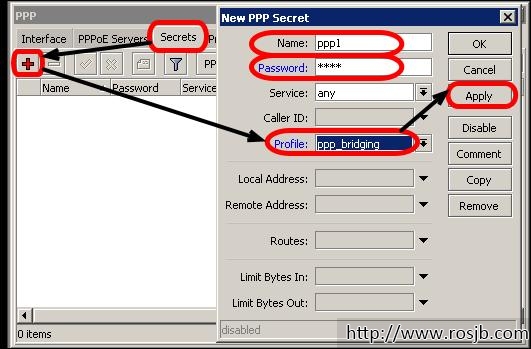 PPP
Interface PPPoE Servers Secrets Pr
PP
Name Password Service
0 items
New PPP Secret
Name: ppp1
Password: ****
Service: any
Caller ID:
Profile: ppp_bridging
Local Address:
Remote Address:
Routes:
Limit Bytes In:
Limit Bytes Out:
disabled
OK
Cancel
Apply
Disable
Comment
Copy
Remove
http://www.rosjb.com